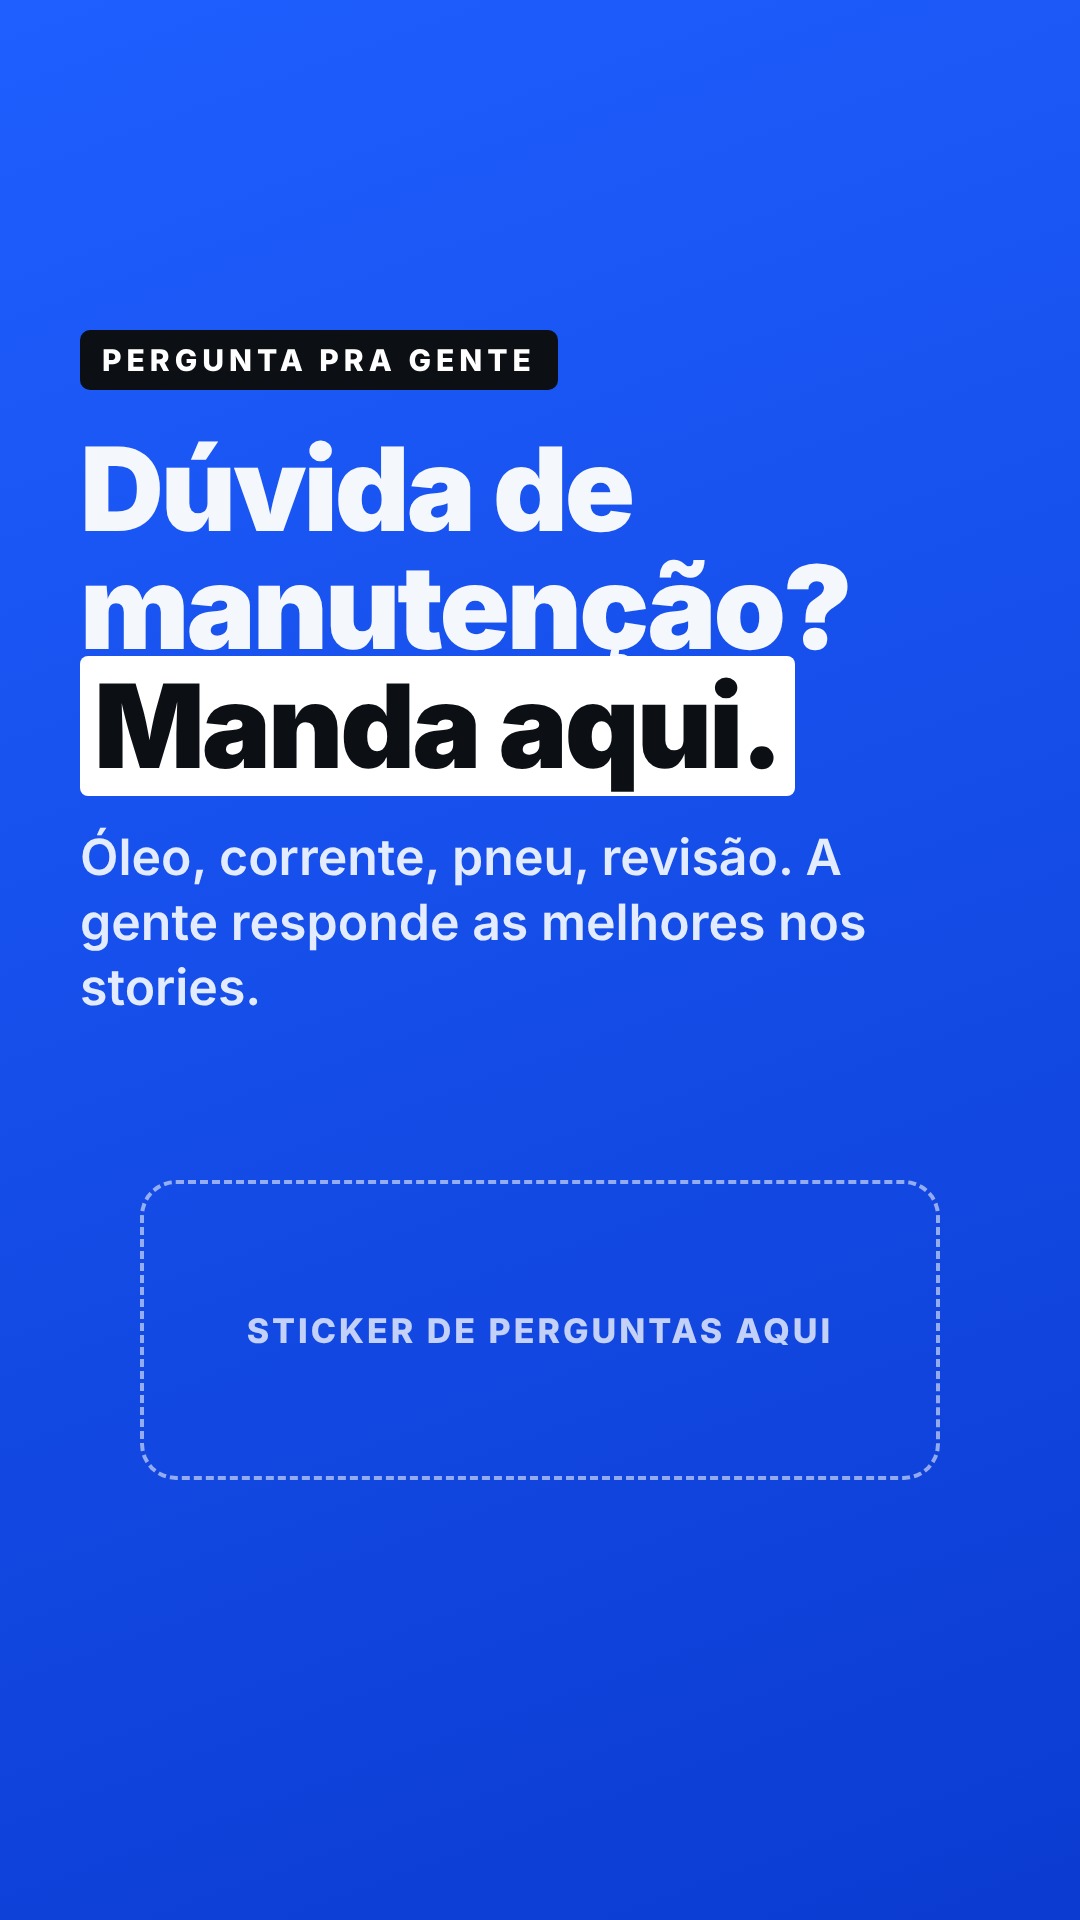 PERGUNTA PRA GENTE
Dúvida de
manutenção?
Manda aqui.
Óleo, corrente, pneu, revisão. A
gente responde as melhores nos
stories.
STICKER DE PERGUNTAS AQUI